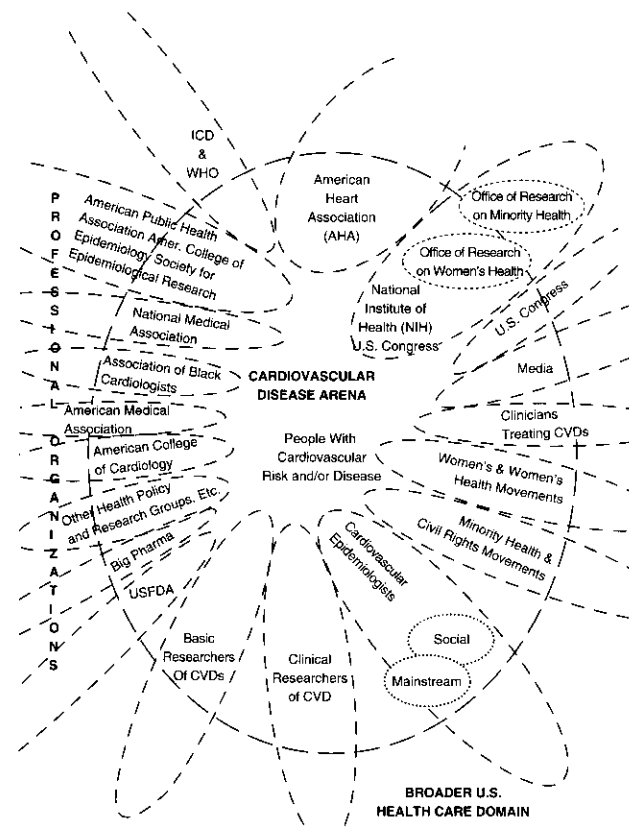 ICD
&
WHO
American
Heart
Association
(AHA)
Office of Research
on Minority Health
Office of Research
on Women's Health
National
Institute of
Health (NIH)
U.S. Congress
U.S. Congress
Media
Clinicians
Treating CVDs
Women's & Women's
Health Movements
Minority Health &
Civil Rights Movements
PROFESSIONAL ORGANIZATIONS
American Public Health
Association Amer. College of
Epidemiology Society for
Epidemiological Research
National Medical
Association
Association of Black
Cardiologists
American Medical
Association
American College
of Cardiology
Other Health Policy
and Research Groups, Etc.
Big Pharma
USFDA
CARDIOVASCULAR
DISEASE ARENA
People With
Cardiovascular
Risk and/or Disease
Basic
Researchers
Of CVDs
Clinical
Researchers
of CVD
Cardiovascular
Epidemiologists
Social
Mainstream
BROADER U.S.
HEALTH CARE DOMAIN